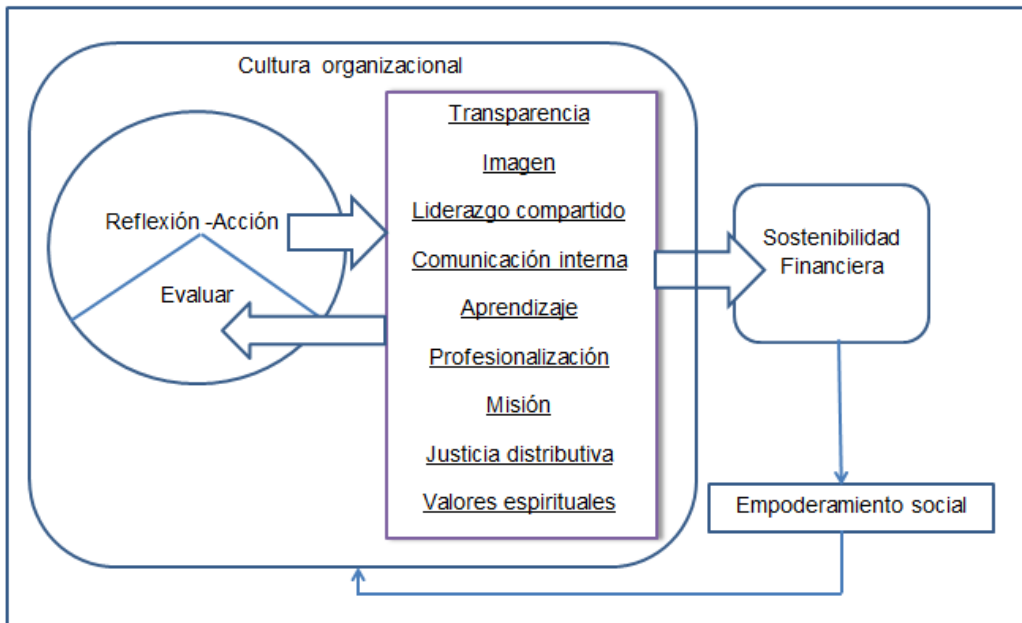 Cultura organizacional
Reflexión -Acción
Evaluar
Transparencia
Imagen
Liderazgo compartido
Comunicación interna
Aprendizaje
Profesionalización
Misión
Justicia distributiva
Valores espirituales
Sostenibilidad
Financiera
Empoderamiento social